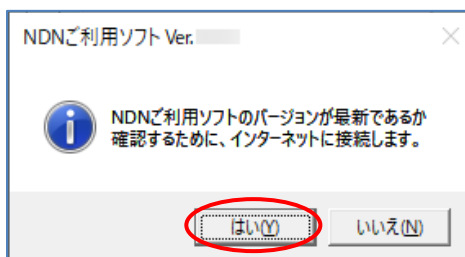 NDNご利用ソフト Ver.
NDNご利用ソフトのバージョンが最新であるか
確認するために、インターネットに接続します。
はい(Y)
いいえ(N)